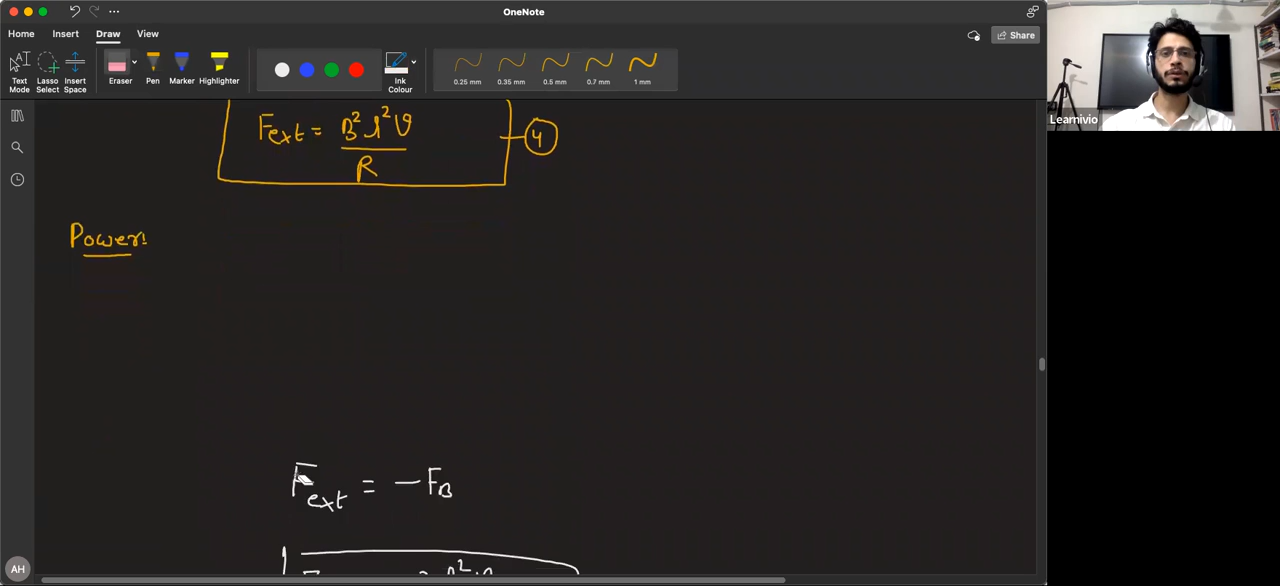 OneNote
Home Insert Draw View
Share
Text Mode
Lasso Select
Insert Space
Eraser
Pen
Marker
Highlighter
Ink Colour
0.25 mm 0.35 mm 0.5 mm 0.7 mm 1 mm
Learnivio
Fext = B²l²v / R — 4
Power:
Fext = -FB
AH